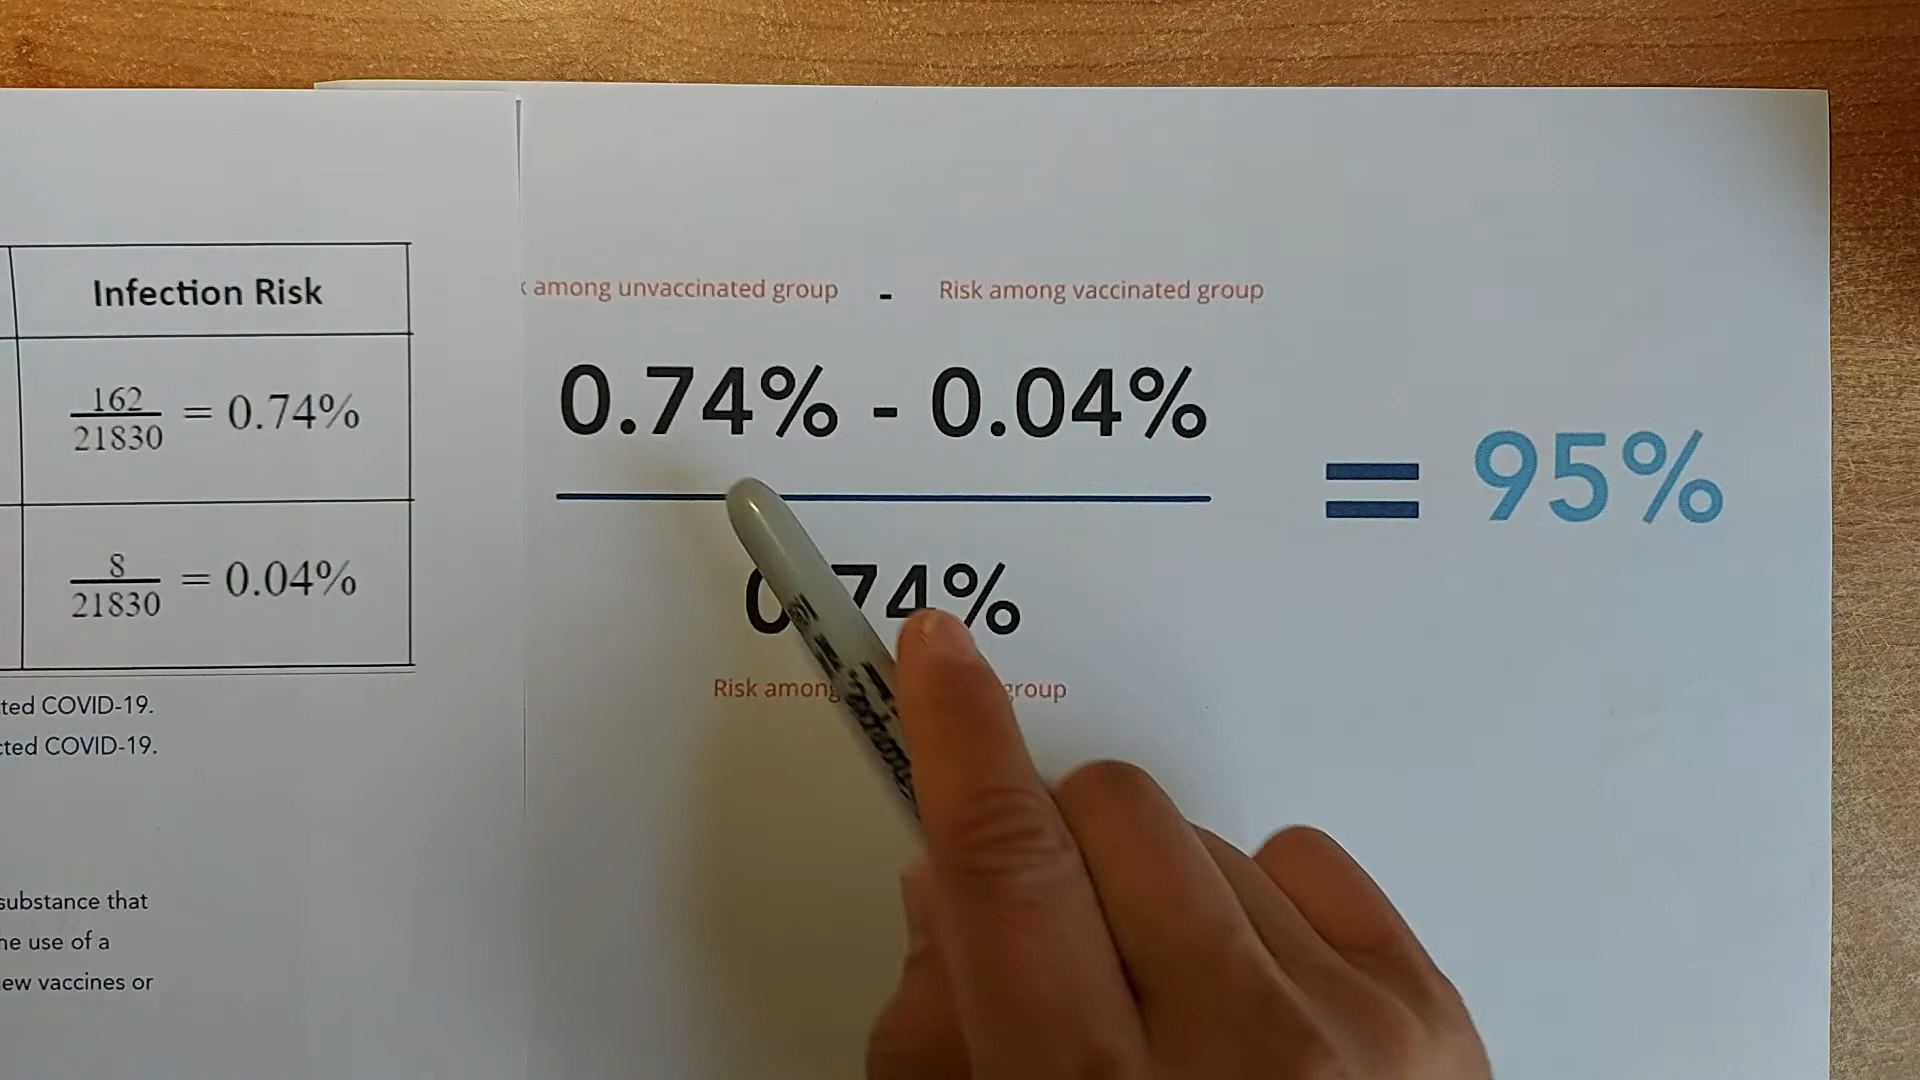 Infection Risk
162
21830
= 0.74%
8
21830
= 0.04%
ted COVID-19.
cted COVID-19.
substance that
he use of a
ew vaccines or
among unvaccinated group - Risk among vaccinated group
0.74% - 0.04%
74%
Risk among group
= 95%